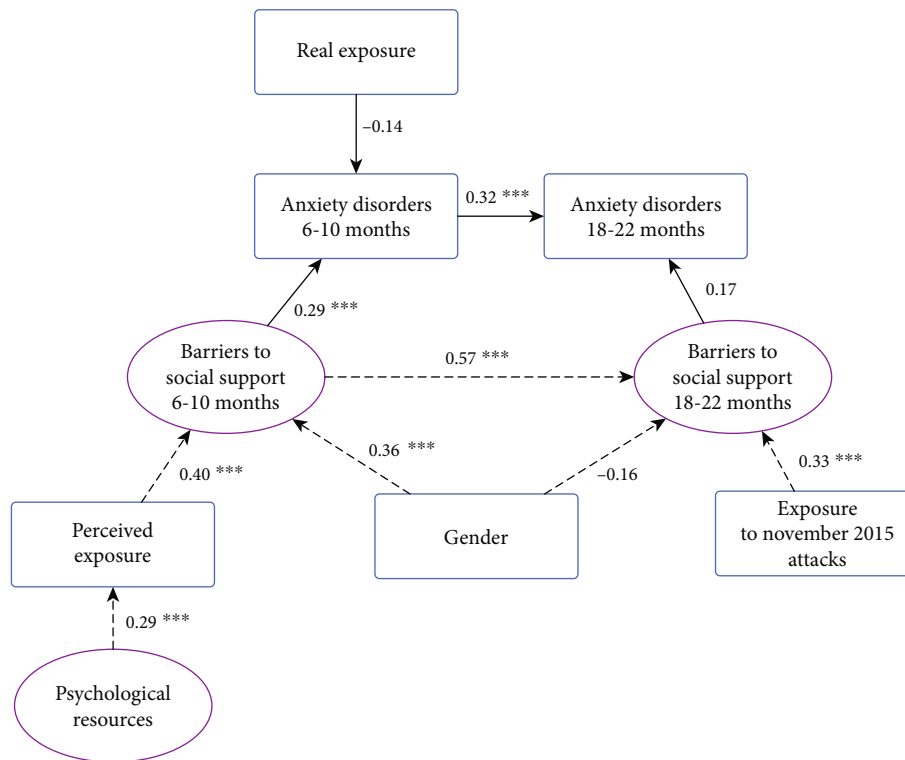 Real exposure
–0.14
Anxiety disorders
6-10 months
0.32 ***
Anxiety disorders
18-22 months
0.29 ***
0.17
Barriers to
social support
6-10 months
0.57 ***
Barriers to
social support
18-22 months
0.40 ***
0.36 ***
–0.16
0.33 ***
Perceived
exposure
Gender
Exposure
to november 2015
attacks
0.29 ***
Psychological
resources